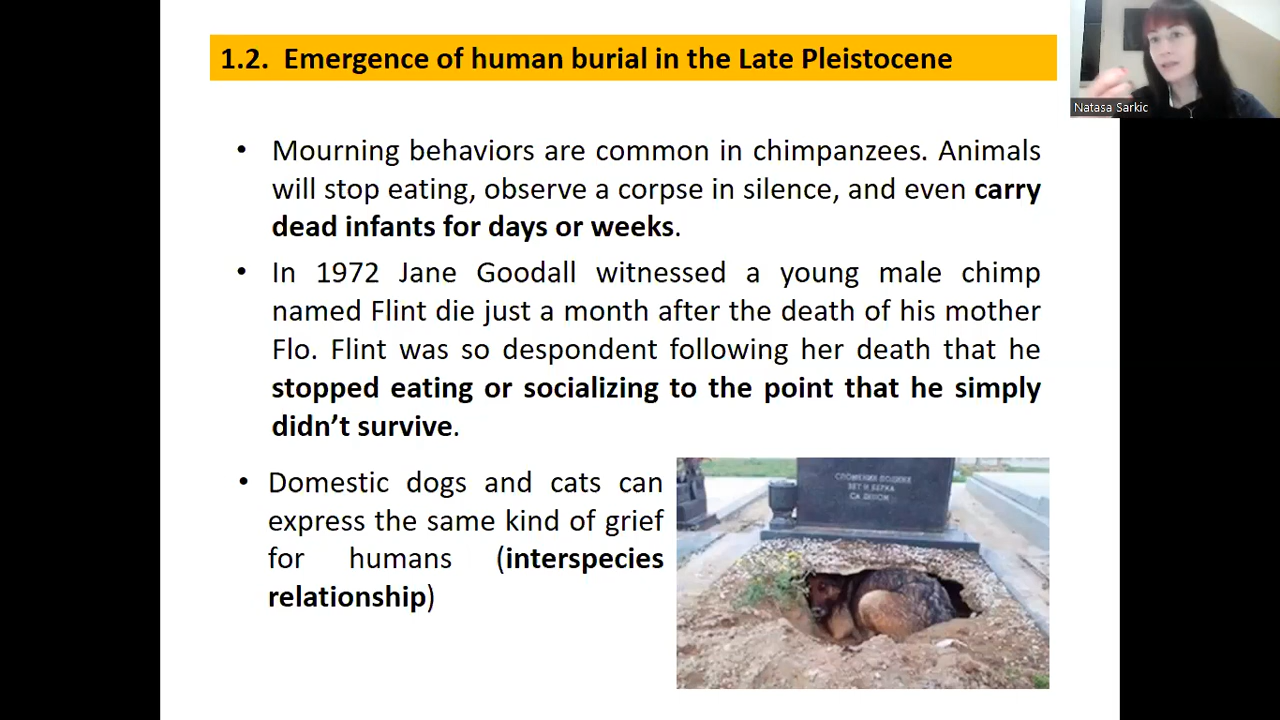 1.2. Emergence of human burial in the Late Pleistocene
Natasa Sarkic
• Mourning behaviors are common in chimpanzees. Animals
will stop eating, observe a corpse in silence, and even carry
dead infants for days or weeks.
• In 1972 Jane Goodall witnessed a young male chimp
named Flint die just a month after the death of his mother
Flo. Flint was so despondent following her death that he
stopped eating or socializing to the point that he simply
didn’t survive.
• Domestic dogs and cats can
express the same kind of grief
for humans (interspecies
relationship)
СПОМЕНИК ПОДИЖЕ